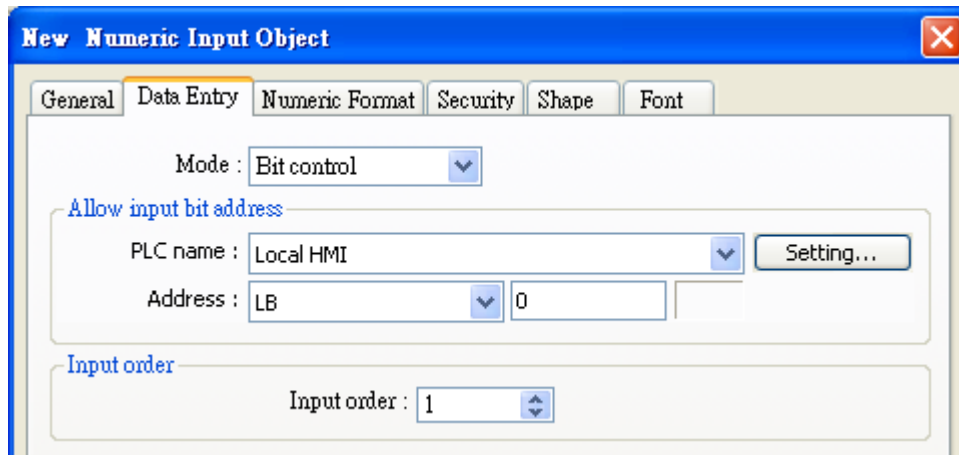 New Numeric Input Object
General Data Entry Numeric Format Security Shape Font
Mode : Bit control
Allow input bit address
PLC name : Local HMI Setting...
Address : LB 0
Input order
Input order : 1